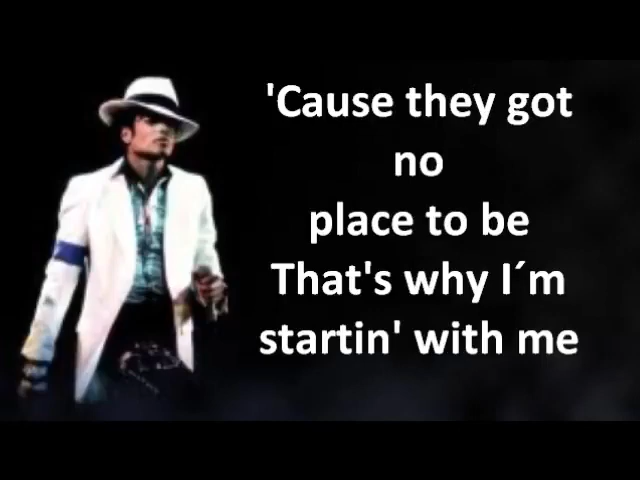 'Cause they got
no
place to be
That's why I´m
startin' with me